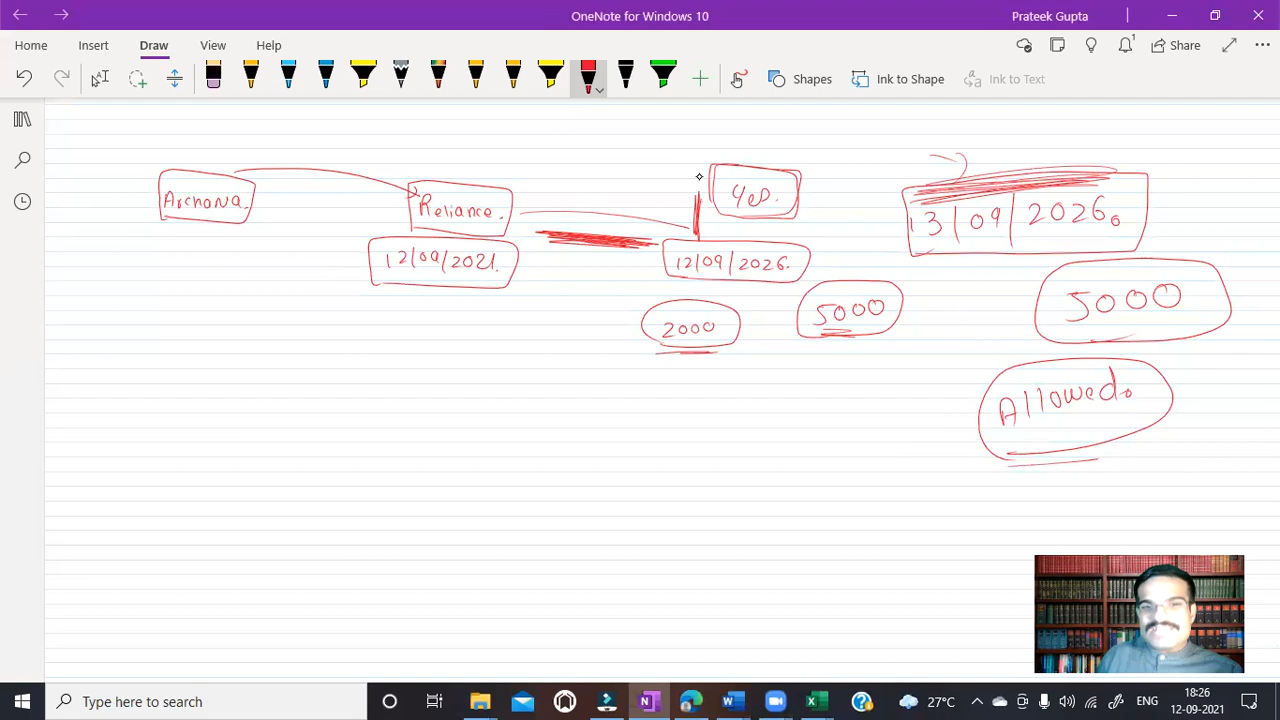 OneNote for Windows 10
Prateek Gupta
Home Insert Draw View Help
Share
Shapes
Ink to Shape
Ink to Text
Archana.
Reliance.
Yes.
13/09/2026.
12/09/2021.
12/09/2026.
2000
5000
5000
Allowed.
Type here to search
27°C
ENG
18:26
12-09-2021